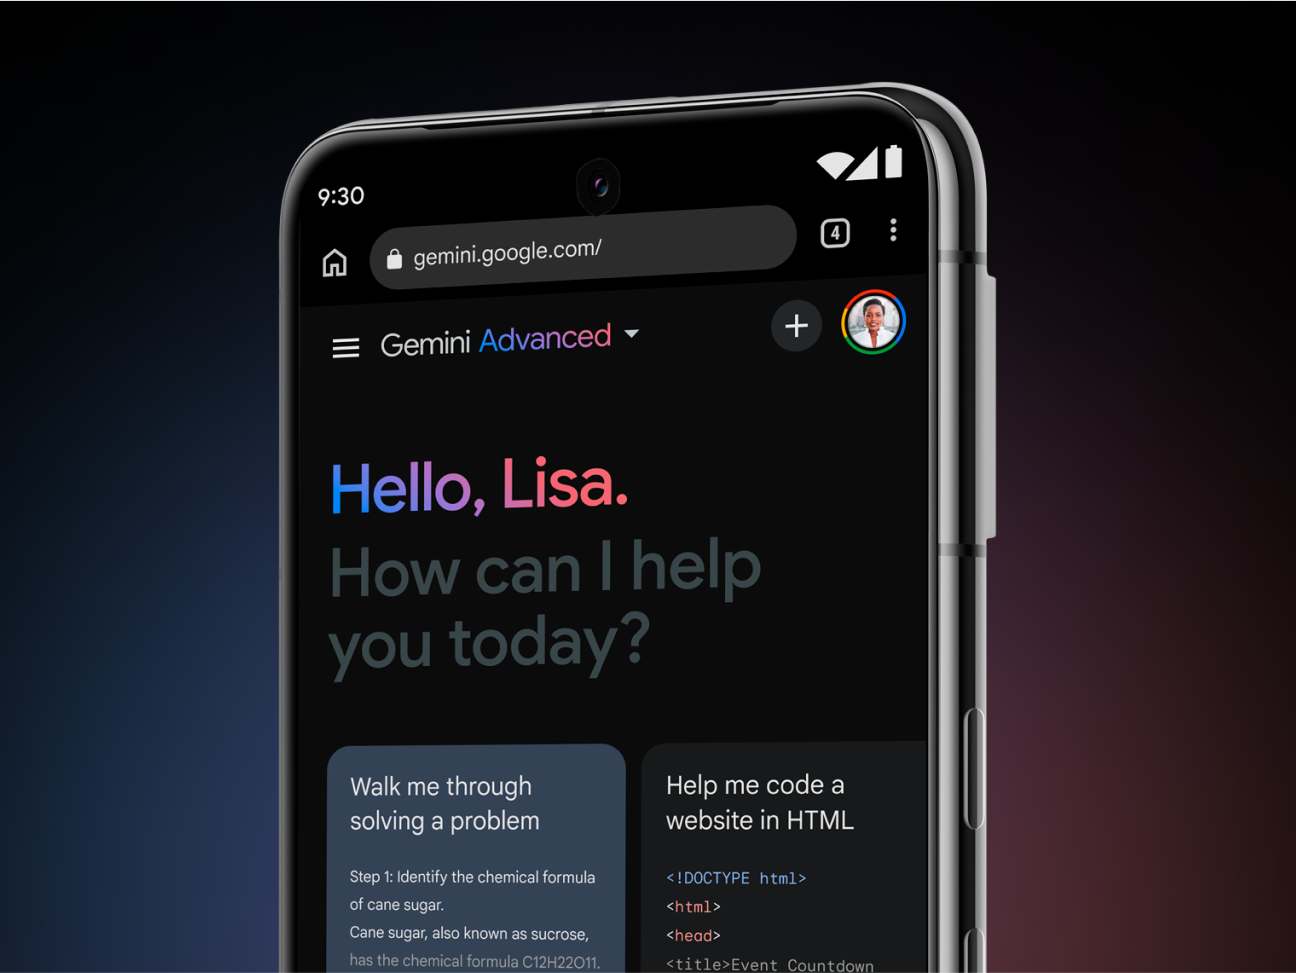 9:30
gemini.google.com/
4
Gemini Advanced
Hello, Lisa.
How can I help
you today?
Walk me through
solving a problem
Step 1: Identify the chemical formula
of cane sugar.
Cane sugar, also known as sucrose,
has the chemical formula C12H22O11.
Help me code a
website in HTML
<!DOCTYPE html>
<html>
<head>
<title>Event Countdown